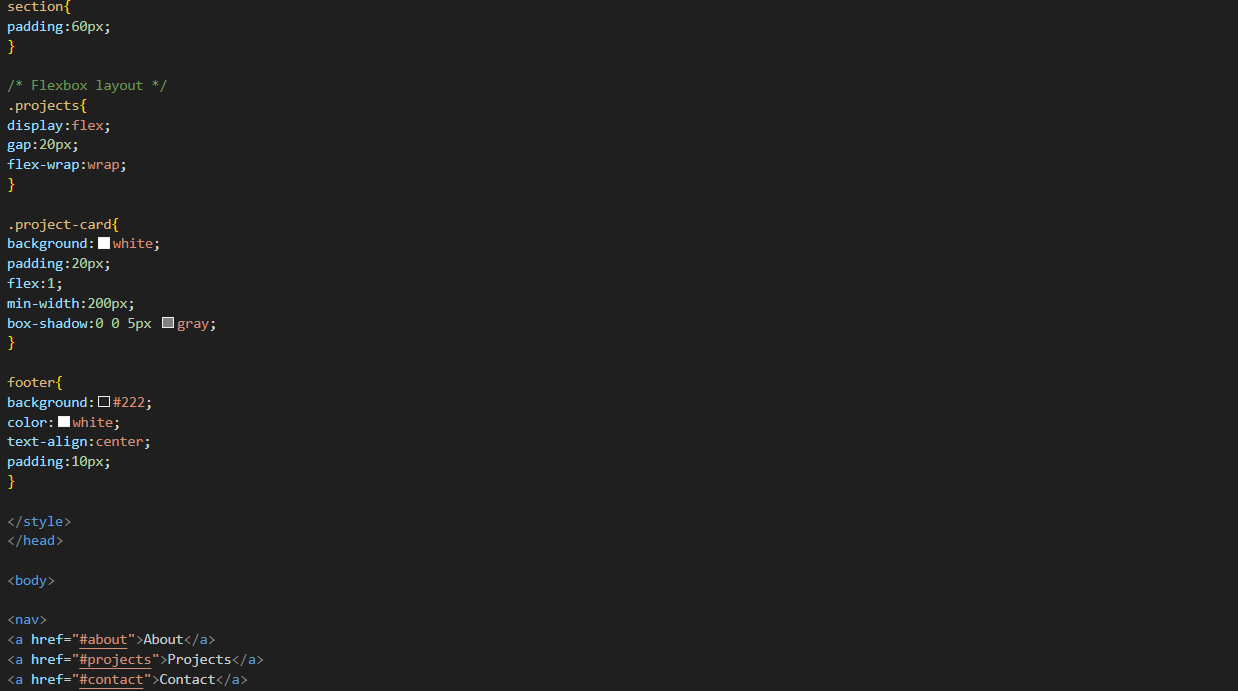 section{
padding:60px;
}
/* Flexbox layout */
.projects{
display:flex;
gap:20px;
flex-wrap:wrap;
}
.project-card{
background:white;
padding:20px;
flex:1;
min-width:200px;
box-shadow:0 0 5px gray;
}
footer{
background:#222;
color:white;
text-align:center;
padding:10px;
}
</style>
</head>
<body>
<nav>
<a href="#about">About</a>
<a href="#projects">Projects</a>
<a href="#contact">Contact</a>